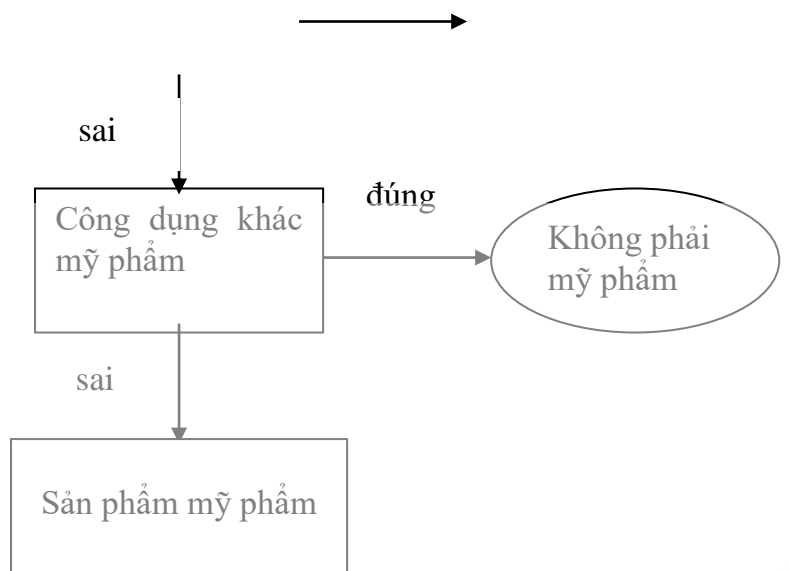 sai
đúng
Công dụng khác
mỹ phẩm
Không phải
mỹ phẩm
sai
Sản phẩm mỹ phẩm